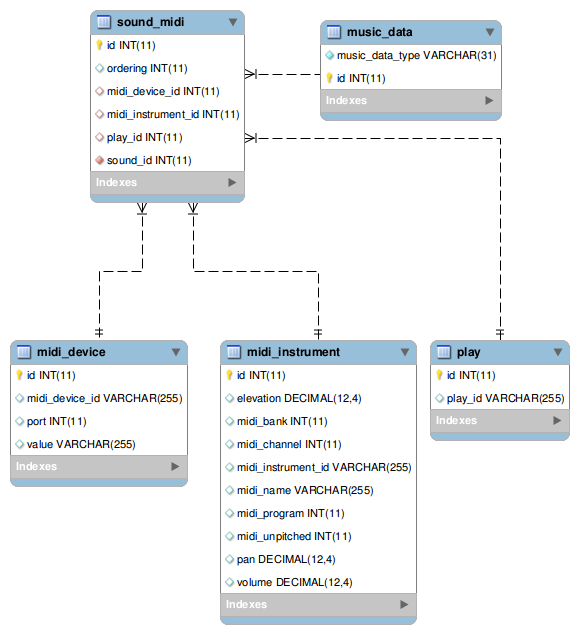 sound_midi
id INT(11)
ordering INT(11)
midi_device_id INT(11)
midi_instrument_id INT(11)
play_id INT(11)
sound_id INT(11)
Indexes
music_data
music_data_type VARCHAR(31)
id INT(11)
Indexes
midi_device
id INT(11)
midi_device_id VARCHAR(255)
port INT(11)
value VARCHAR(255)
Indexes
midi_instrument
id INT(11)
elevation DECIMAL(12,4)
midi_bank INT(11)
midi_channel INT(11)
midi_instrument_id VARCHAR(255)
midi_name VARCHAR(255)
midi_program INT(11)
midi_unpitched INT(11)
pan DECIMAL(12,4)
volume DECIMAL(12,4)
Indexes
play
id INT(11)
play_id VARCHAR(255)
Indexes